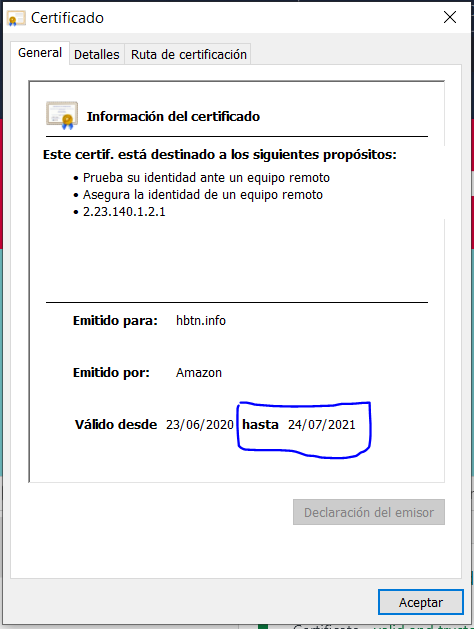 Certificado
General Detalles Ruta de certificación
Información del certificado
Este certif. está destinado a los siguientes propósitos:
• Prueba su identidad ante un equipo remoto
• Asegura la identidad de un equipo remoto
• 2.23.140.1.2.1
Emitido para: hbtn.info
Emitido por: Amazon
Válido desde 23/06/2020 hasta 24/07/2021
Declaración del emisor
Aceptar